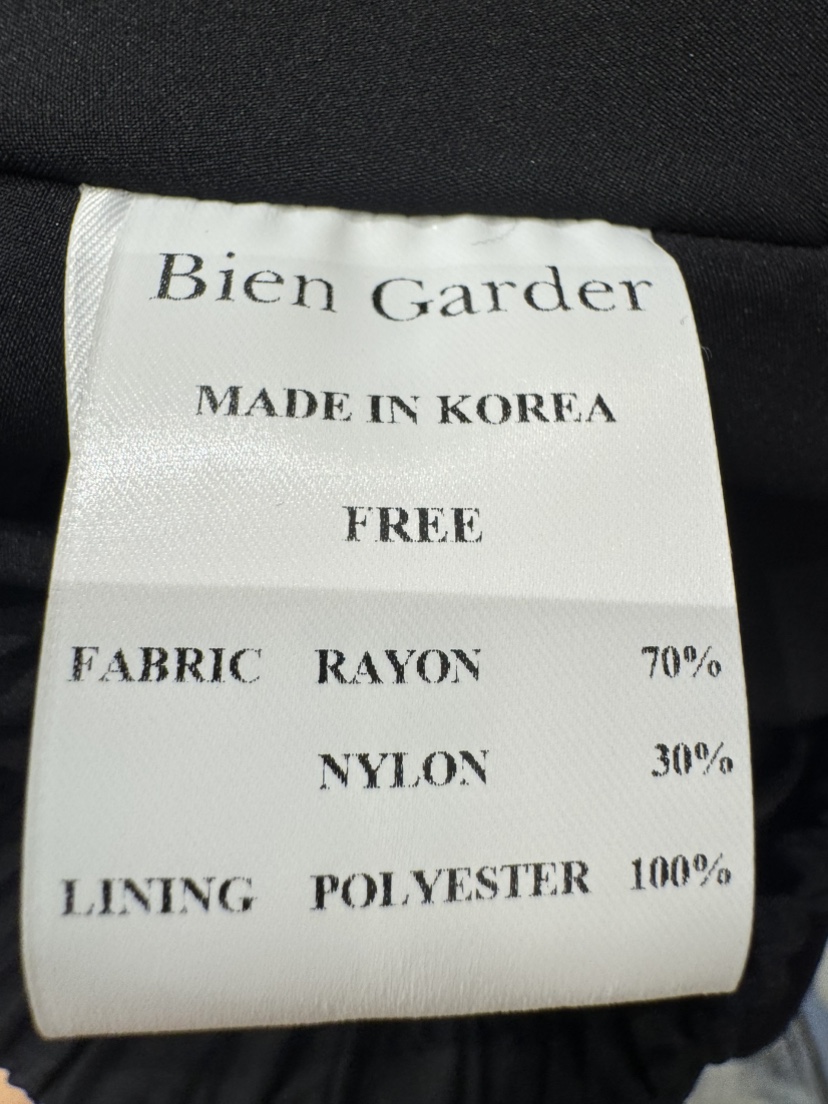 Bien Garder
MADE IN KOREA
FREE
FABRIC RAYON 70%
NYLON 30%
LINING POLYESTER 100%